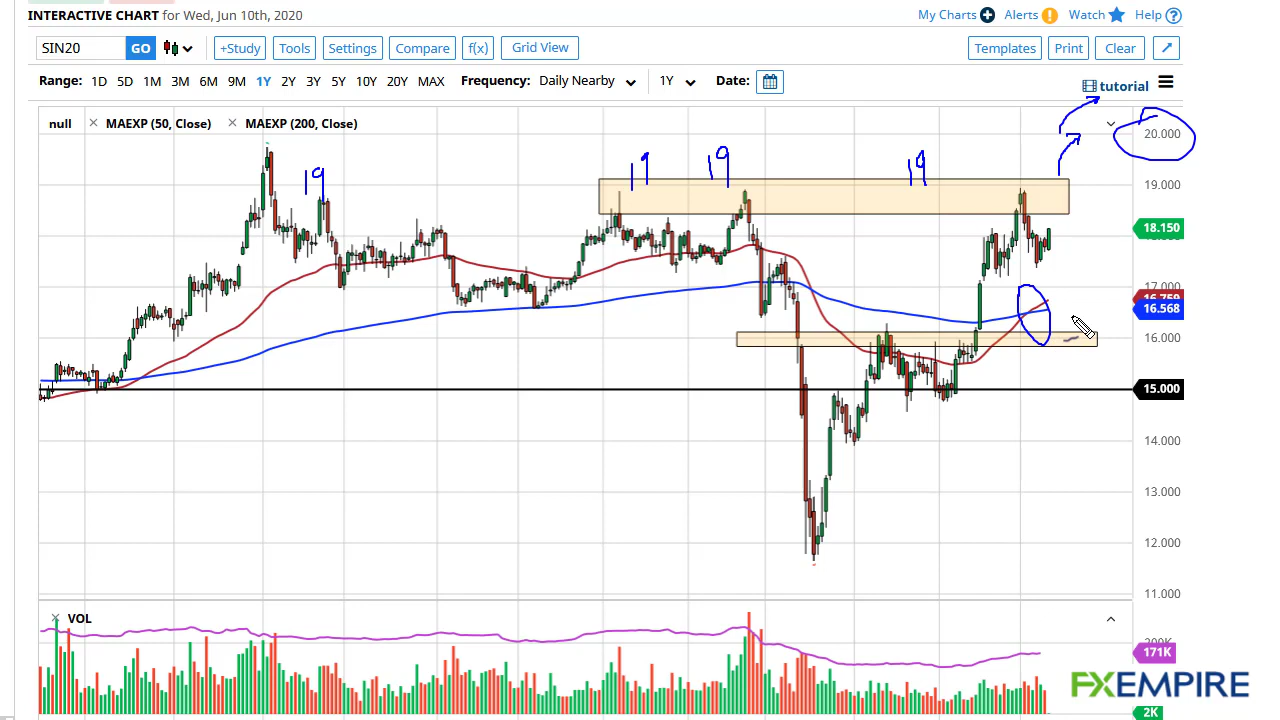 INTERACTIVE CHART for Wed, Jun 10th, 2020
My Charts Alerts Watch Help
SIN20 GO +Study Tools Settings Compare f(x) Grid View Templates Print Clear
Range: 1D 5D 1M 3M 6M 9M 1Y 2Y 3Y 5Y 10Y 20Y MAX Frequency: Daily Nearby 1Y Date:
tutorial
null × MAEXP (50, Close) × MAEXP (200, Close)
20.000
19 19 19 19
19.000
18.150
17.000
16.568
16.000
15.000
14.000
13.000
12.000
11.000
× VOL
171K
FXEMPIRE
2K